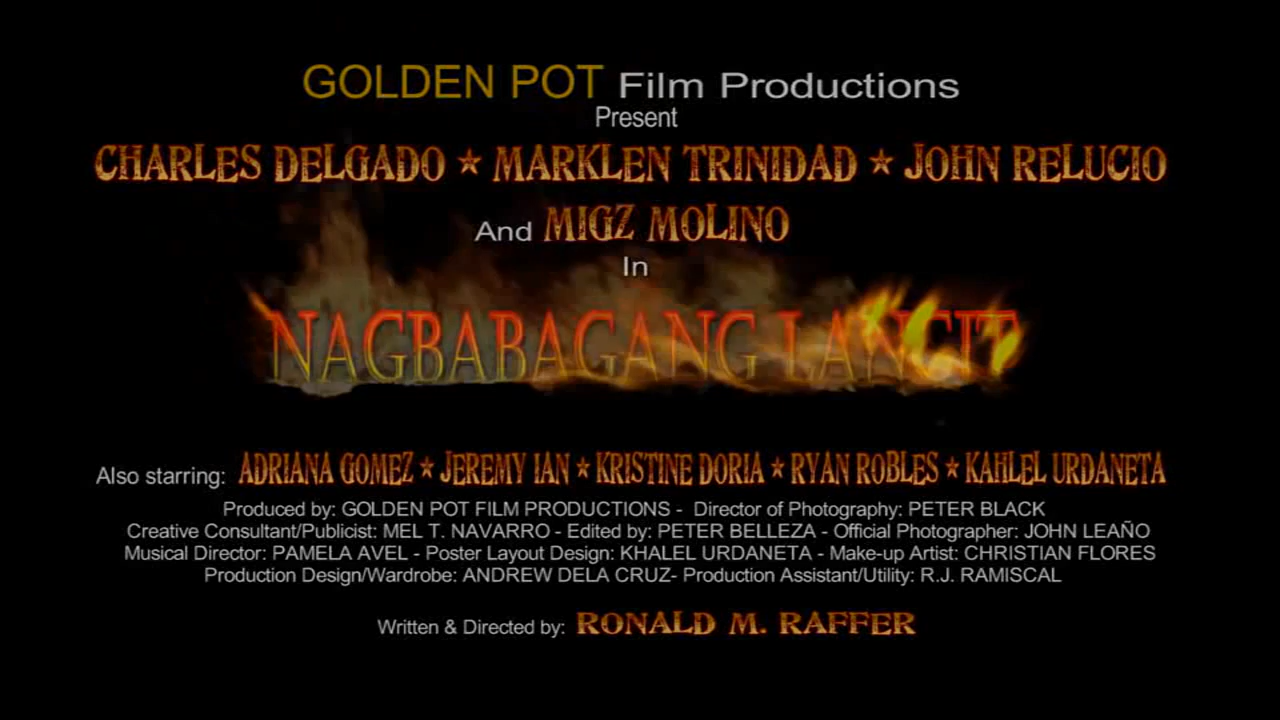 GOLDEN POT Film Productions
Present
CHARLES DELGADO ★ MARKLEN TRINIDAD ★ JOHN RELUCIO
And MIGZ MOLINO
In
NAGBABAGANG LANGIT
Also starring: ADRIANA GOMEZ ★ JEREMY IAN ★ KRISTINE DORIA ★ RYAN ROBLES ★ KAHLEL URDANETA
Produced by: GOLDEN POT FILM PRODUCTIONS - Director of Photography: PETER BLACK
Creative Consultant/Publicist: MEL T. NAVARRO - Edited by: PETER BELLEZA - Official Photographer: JOHN LEAÑO
Musical Director: PAMELA AVEL - Poster Layout Design: KHALEL URDANETA - Make-up Artist: CHRISTIAN FLORES
Production Design/Wardrobe: ANDREW DELA CRUZ- Production Assistant/Utility: R.J. RAMISCAL
Written & Directed by: RONALD M. RAFFER